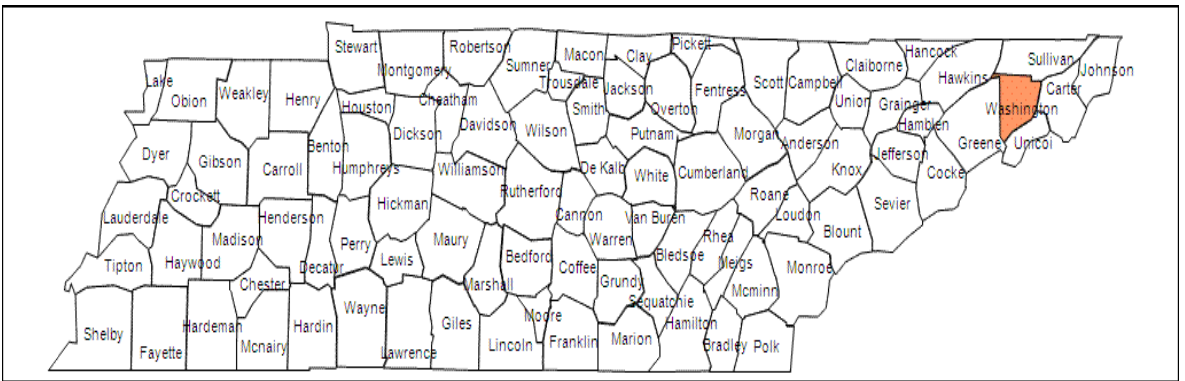 Stewart
Montgomery
Robertson
Sumner
Macon
Clay
Pickett
Hancock
Sullivan
Lake
Obion
Weakley
Henry
Houston
Cheatham
Trousdale
Jackson
Fentress
Scott
Campbell
Claiborne
Hawkins
Johnson
Carter
Washington
Dickson
Davidson
Wilson
Smith
Overton
Union
Grainger
Hamblen
Putnam
Morgan
Anderson
Greene
Unicoi
Dyer
Gibson
Carroll
Benton
Humphreys
Williamson
Rutherford
De Kalb
White
Cumberland
Knox
Jefferson
Cocke
Crockett
Roane
Sevier
Lauderdale
Madison
Henderson
Hickman
Cannon
Van Buren
Loudon
Perry
Maury
Warren
Rhea
Blount
Tipton
Haywood
Decatur
Lewis
Bedford
Coffee
Bledsoe
Meigs
Monroe
Chester
Marshall
Grundy
Sequatchie
Mcminn
Shelby
Fayette
Hardeman
Mcnairy
Hardin
Wayne
Lawrence
Giles
Lincoln
Moore
Franklin
Marion
Hamilton
Bradley
Polk